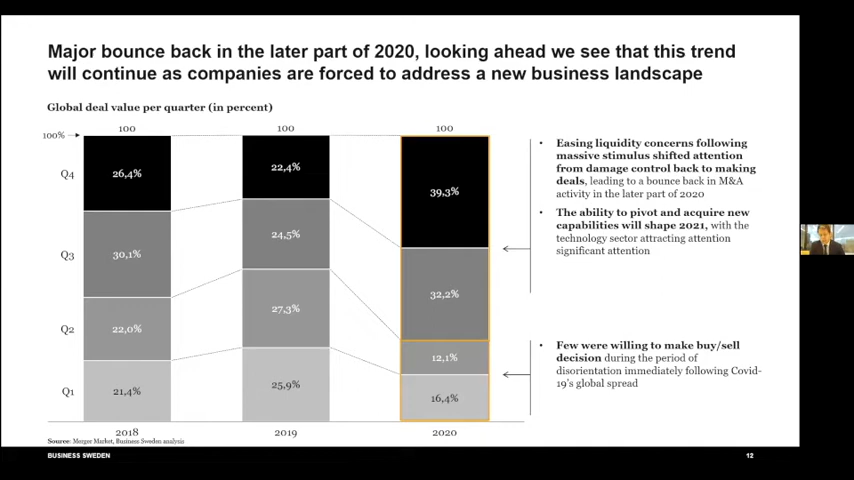 Major bounce back in the later part of 2020, looking ahead we see that this trend
will continue as companies are forced to address a new business landscape
Global deal value per quarter (in percent)
100%
100
100
100
Q4
26,4%
22,4%
39,3%
Q3
30,1%
24,5%
32,2%
Q2
22,0%
27,3%
12,1%
Q1
21,4%
25,9%
16,4%
2018
2019
2020
• Easing liquidity concerns following
massive stimulus shifted attention
from damage control back to making
deals, leading to a bounce back in M&A
activity in the later part of 2020
• The ability to pivot and acquire new
capabilities will shape 2021, with the
technology sector attracting attention
significant attention
• Few were willing to make buy/sell
decision during the period of
disorientation immediately following Covid-
19's global spread
Source: Merger Market, Business Sweden analysis
BUSINESS SWEDEN
12